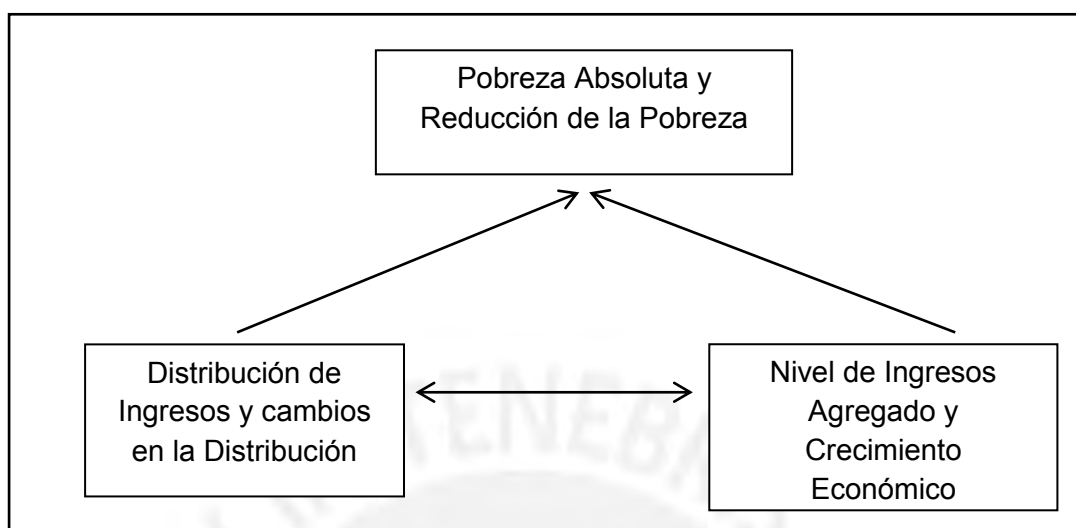 Pobreza Absoluta y
Reducción de la Pobreza
Distribución de
Ingresos y cambios
en la Distribución
Nivel de Ingresos
Agregado y
Crecimiento
Económico